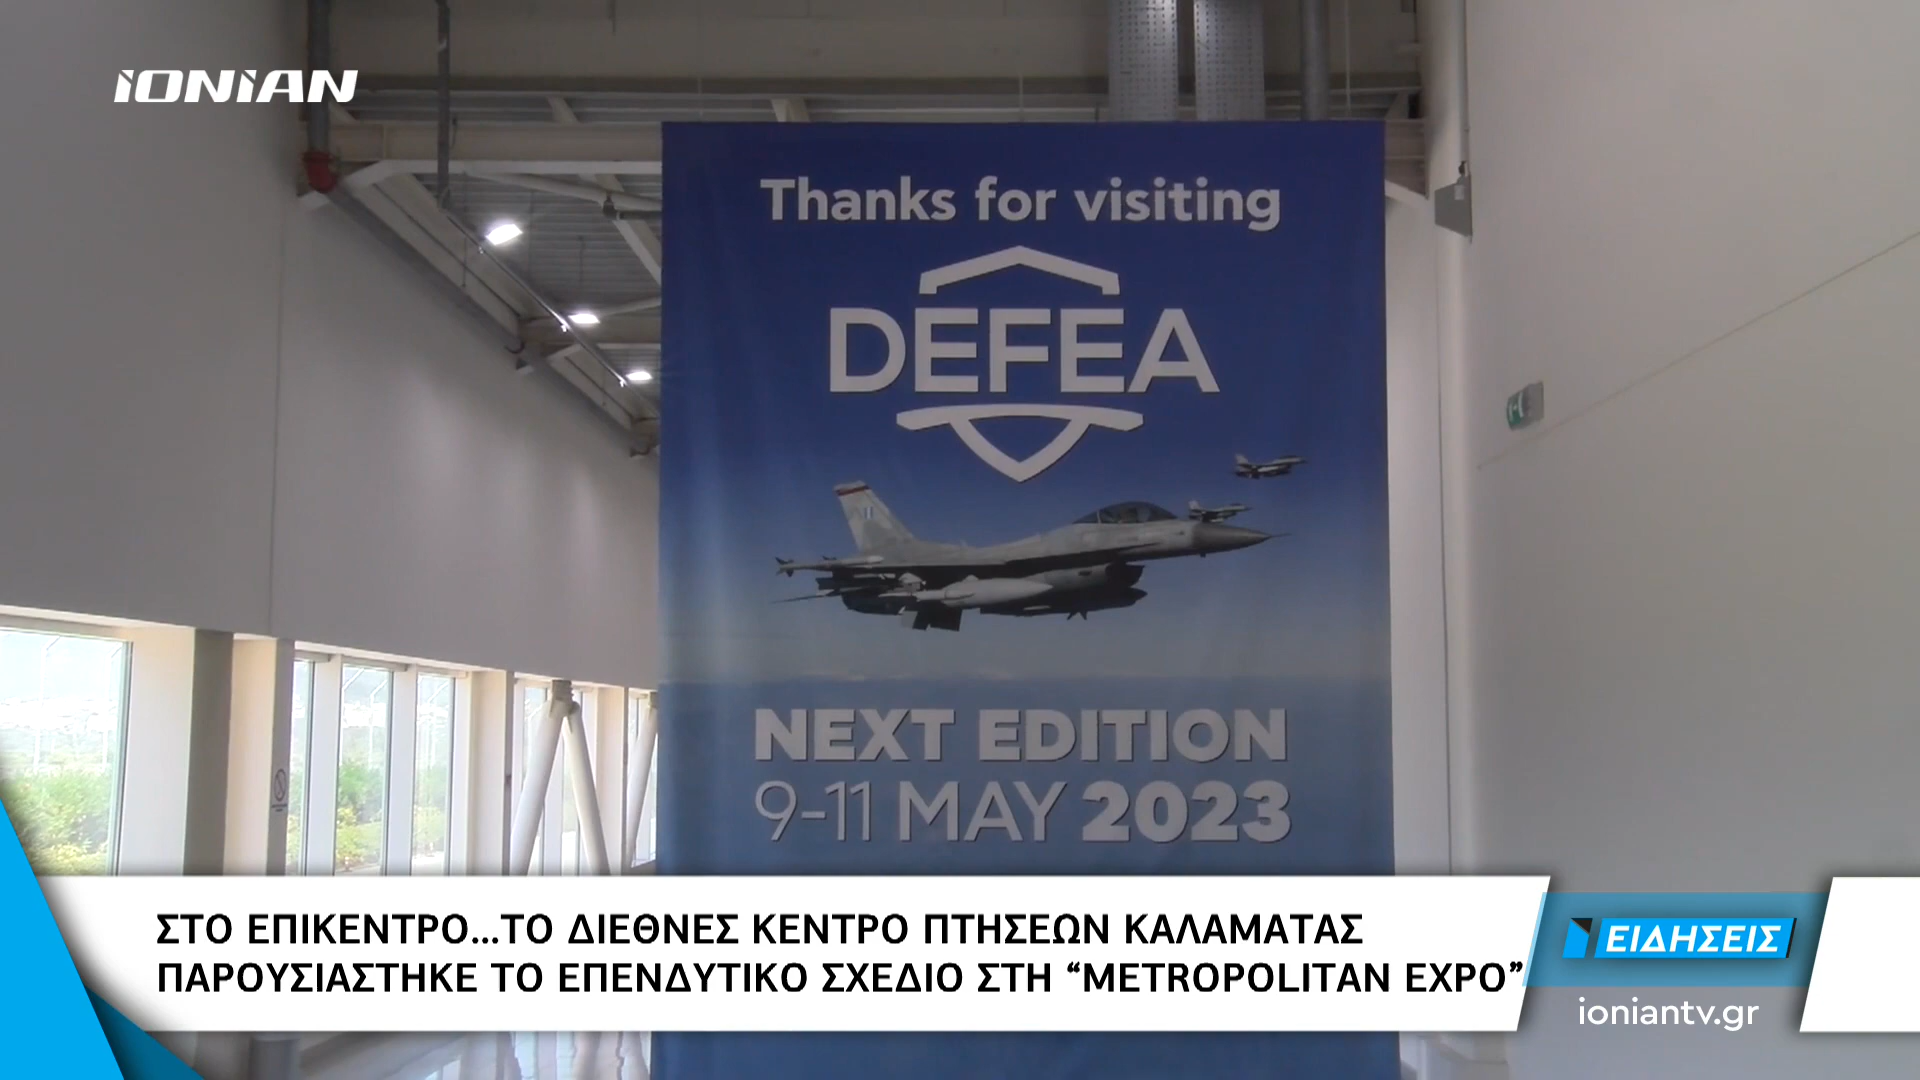 IONIAN
Thanks for visiting
DEFEA
NEXT EDITION
9-11 MAY 2023
ΣΤΟ ΕΠΙΚΕΝΤΡΟ...ΤΟ ΔΙΕΘΝΕΣ ΚΕΝΤΡΟ ΠΤΗΣΕΩΝ ΚΑΛΑΜΑΤΑΣ
ΠΑΡΟΥΣΙΑΣΤΗΚΕ ΤΟ ΕΠΕΝΔΥΤΙΚΟ ΣΧΕΔΙΟ ΣΤΗ “METROPOLITAN EXPO”
ΕΙΔΗΣΕΙΣ
ioniantv.gr